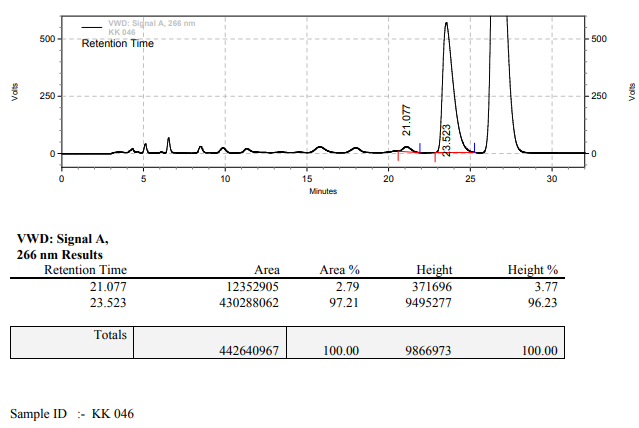 VWD: Signal A, 266 nm
KK 046
Retention Time
500
250
0
500
250
0
Volts
Volts
21.077
23.523
0 5 10 15 20 25 30
Minutes
VWD: Signal A,
266 nm Results
Retention Time Area Area % Height Height %
21.077 12352905 2.79 371696 3.77
23.523 430288062 97.21 9495277 96.23
Totals
442640967 100.00 9866973 100.00
Sample ID :- KK 046